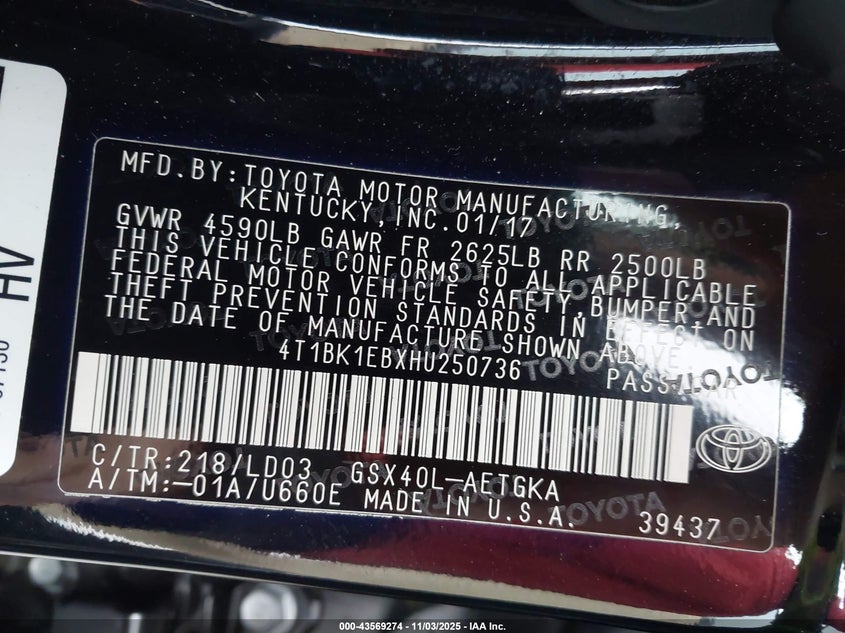 HV
MFD.BY:TOYOTA MOTOR MANUFACTURING,
KENTUCKY,INC.01/17
GVWR 4590LB GAWR FR 2625LB RR 2500LB
THIS VEHICLE CONFORMS TO ALL APPLICABLE
FEDERAL MOTOR VEHICLE SAFETY,BUMPER AND
THEFT PREVENTION STANDARDS IN EFFECT ON
THE DATE OF MANUFACTURE SHOWN ABOVE.
4T1BK1EBXHU250736 PASS.CAR
C/TR:218/LD03 GSX40L-AETGKA
A/TM:-01A/U660E MADE IN U.S.A. 39437
TOYOTA
000-43569274 - 11/03/2025 - IAA Inc.